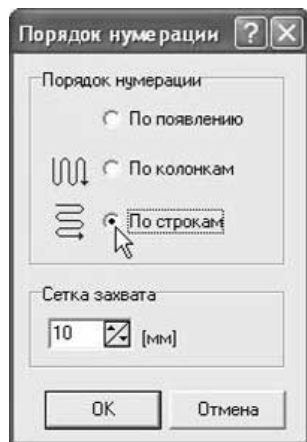 Порядок нумерации
Порядок нумерации
По появлению
По колонкам
По строкам
Сетка захвата
10 [мм]
OK Отмена